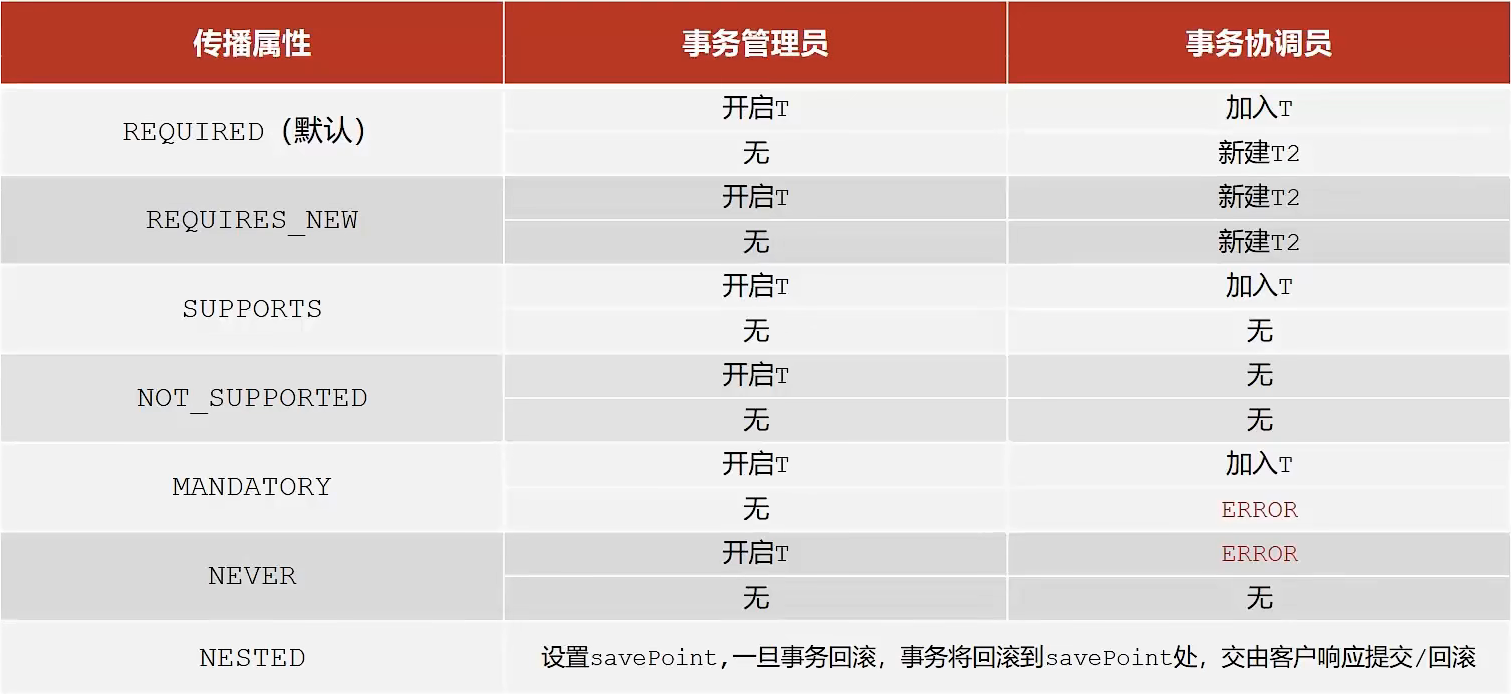 传播属性 事务管理员 事务协调员
REQUIRED（默认） 开启T 加入T
无 新建T2
REQUIRES_NEW 开启T 新建T2
无 新建T2
SUPPORTS 开启T 加入T
无 无
NOT_SUPPORTED 开启T 无
无 无
MANDATORY 开启T 加入T
无 ERROR
NEVER 开启T ERROR
无 无
NESTED 设置savePoint,一旦事务回滚，事务将回滚到savePoint处，交由客户响应提交/回滚